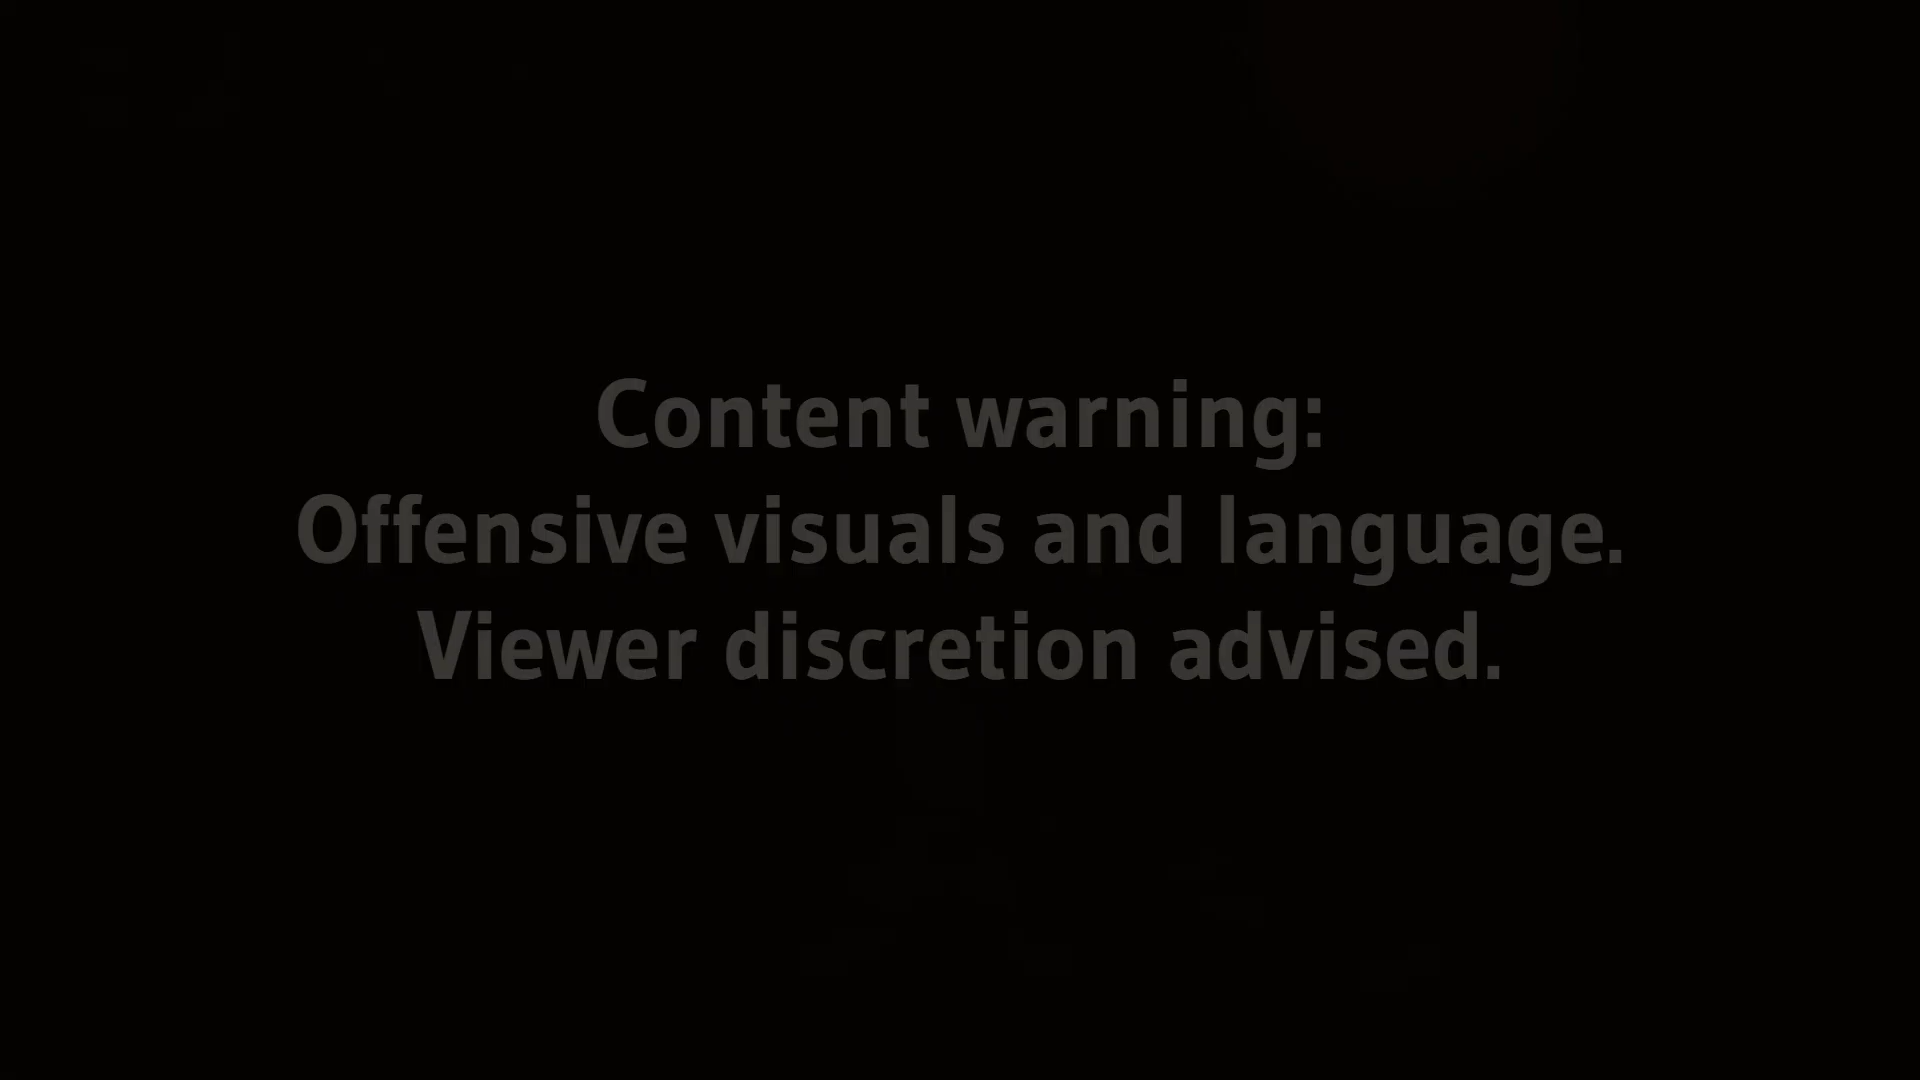 Content warning:
Offensive visuals and language.
Viewer discretion advised.